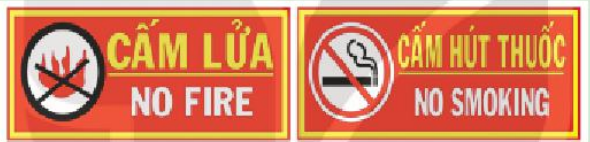 CẤM LỬA
NO FIRE
CẤM HÚT THUỐC
NO SMOKING